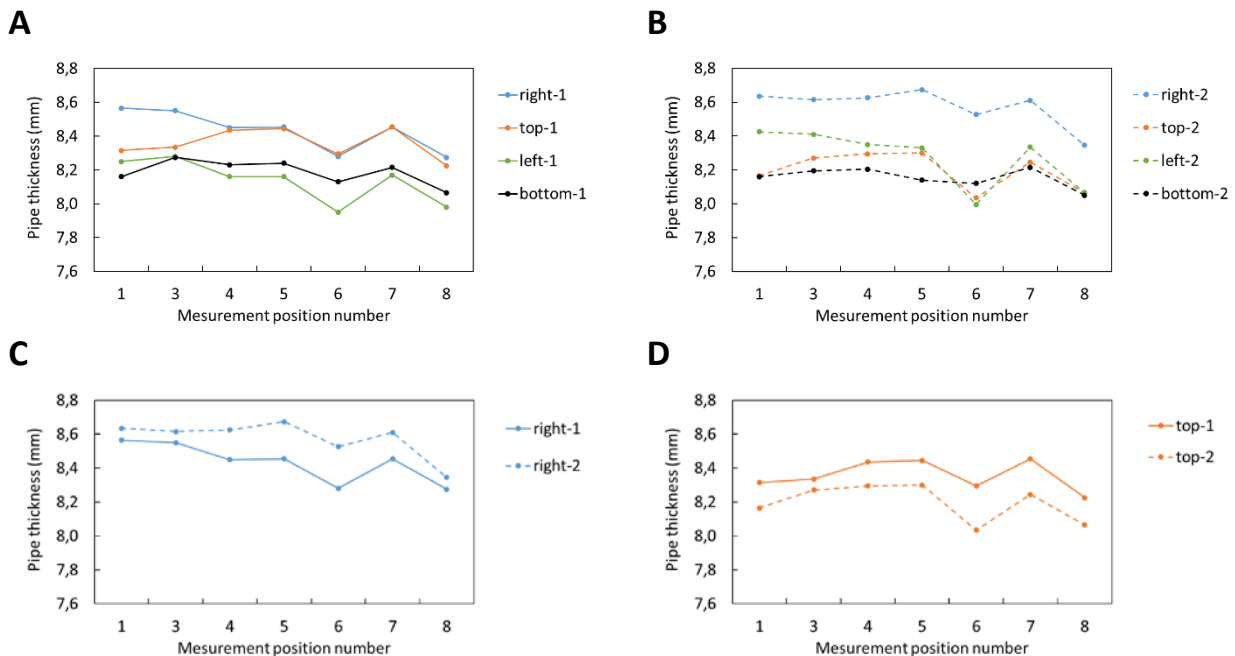 A
Pipe thickness (mm)
8,8
8,6
8,4
8,2
8,0
7,8
7,6
1 3 4 5 6 7 8
Mesurement position number
right-1
top-1
left-1
bottom-1
B
Pipe thickness (mm)
8,8
8,6
8,4
8,2
8,0
7,8
7,6
1 3 4 5 6 7 8
Mesurement position number
right-2
top-2
left-2
bottom-2
C
Pipe thickness (mm)
8,8
8,6
8,4
8,2
8,0
7,8
7,6
1 3 4 5 6 7 8
Mesurement position number
right-1
right-2
D
Pipe thickness (mm)
8,8
8,6
8,4
8,2
8,0
7,8
7,6
1 3 4 5 6 7 8
Mesurement position number
top-1
top-2